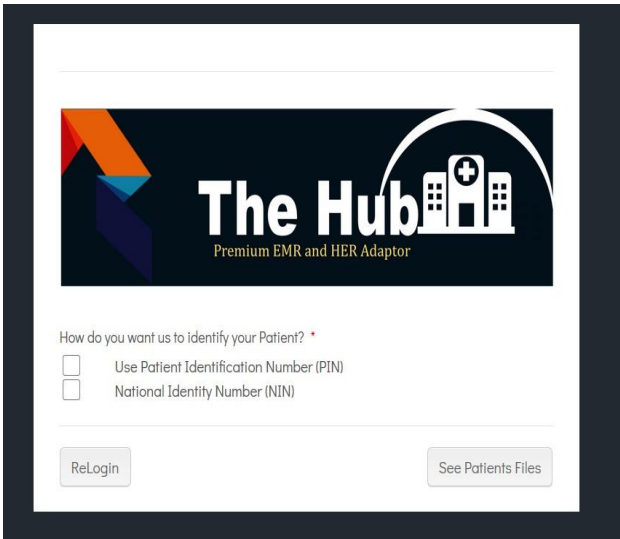 The Hub
Premium EMR and HER Adaptor
How do you want us to identify your Patient? *
Use Patient Identification Number (PIN)
National Identity Number (NIN)
ReLogin
See Patients Files